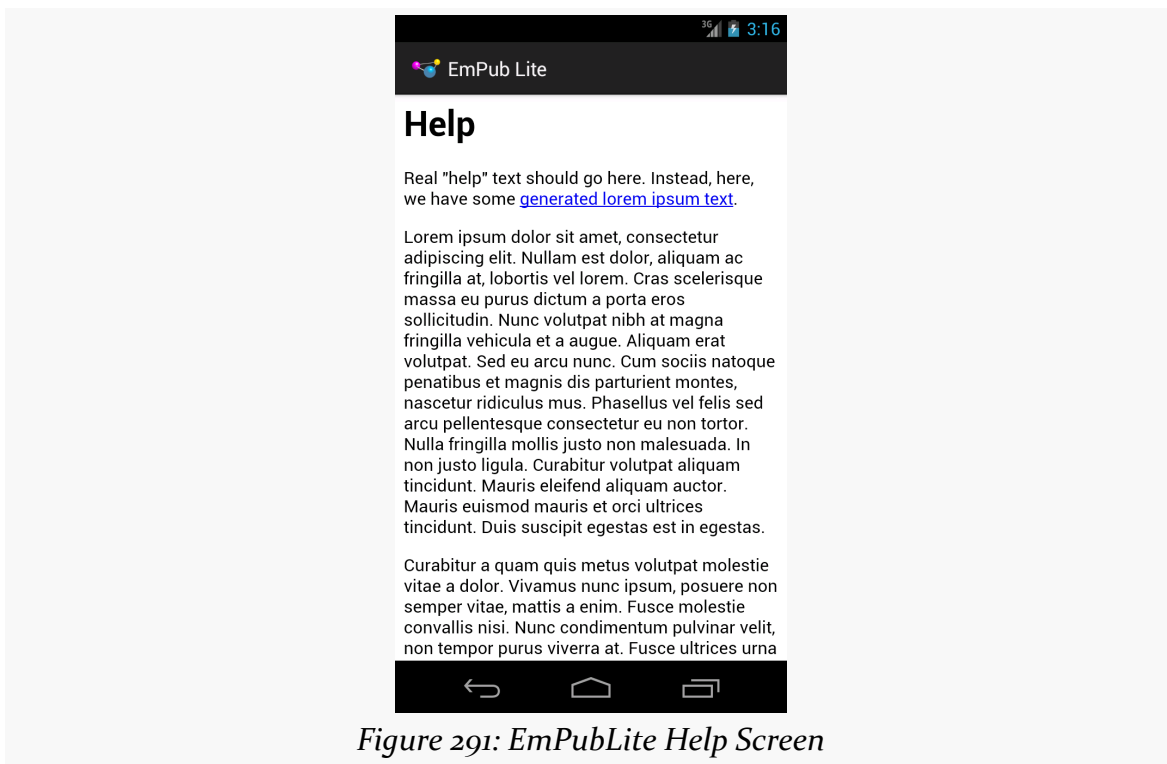 3G 3:16
EmPub Lite
Help
Real "help" text should go here. Instead, here,
we have some generated lorem ipsum text.
Lorem ipsum dolor sit amet, consectetur
adipiscing elit. Nullam est dolor, aliquam ac
fringilla at, lobortis vel lorem. Cras scelerisque
massa eu purus dictum a porta eros
sollicitudin. Nunc volutpat nibh at magna
fringilla vehicula et a augue. Aliquam erat
volutpat. Sed eu arcu nunc. Cum sociis natoque
penatibus et magnis dis parturient montes,
nascetur ridiculus mus. Phasellus vel felis sed
arcu pellentesque consectetur eu non tortor.
Nulla fringilla mollis justo non malesuada. In
non justo ligula. Curabitur volutpat aliquam
tincidunt. Mauris eleifend aliquam auctor.
Mauris euismod mauris et orci ultrices
tincidunt. Duis suscipit egestas est in egestas.
Curabitur a quam quis metus volutpat molestie
vitae a dolor. Vivamus nunc ipsum, posuere non
semper vitae, mattis a enim. Fusce molestie
convallis nisi. Nunc condimentum pulvinar velit,
non tempor purus viverra at. Fusce ultrices urna
Figure 291: EmPubLite Help Screen